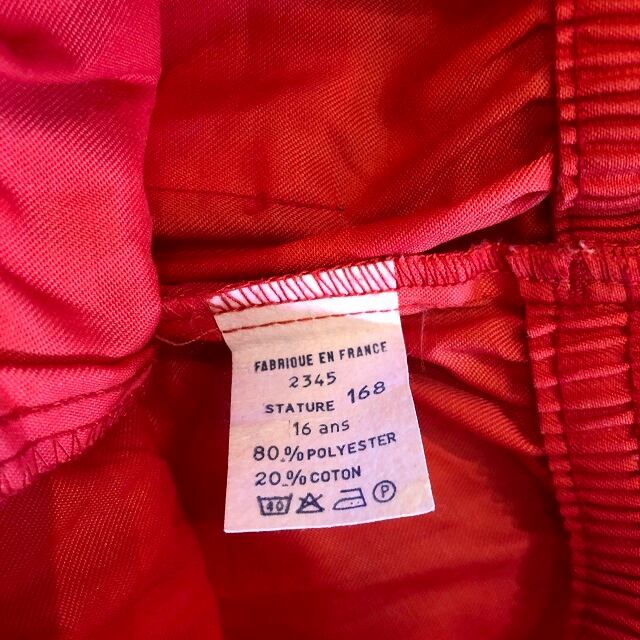 FABRIQUE EN FRANCE
2345
STATURE 168
16 ans
80.% POLYESTER
20.% COTON
40 P